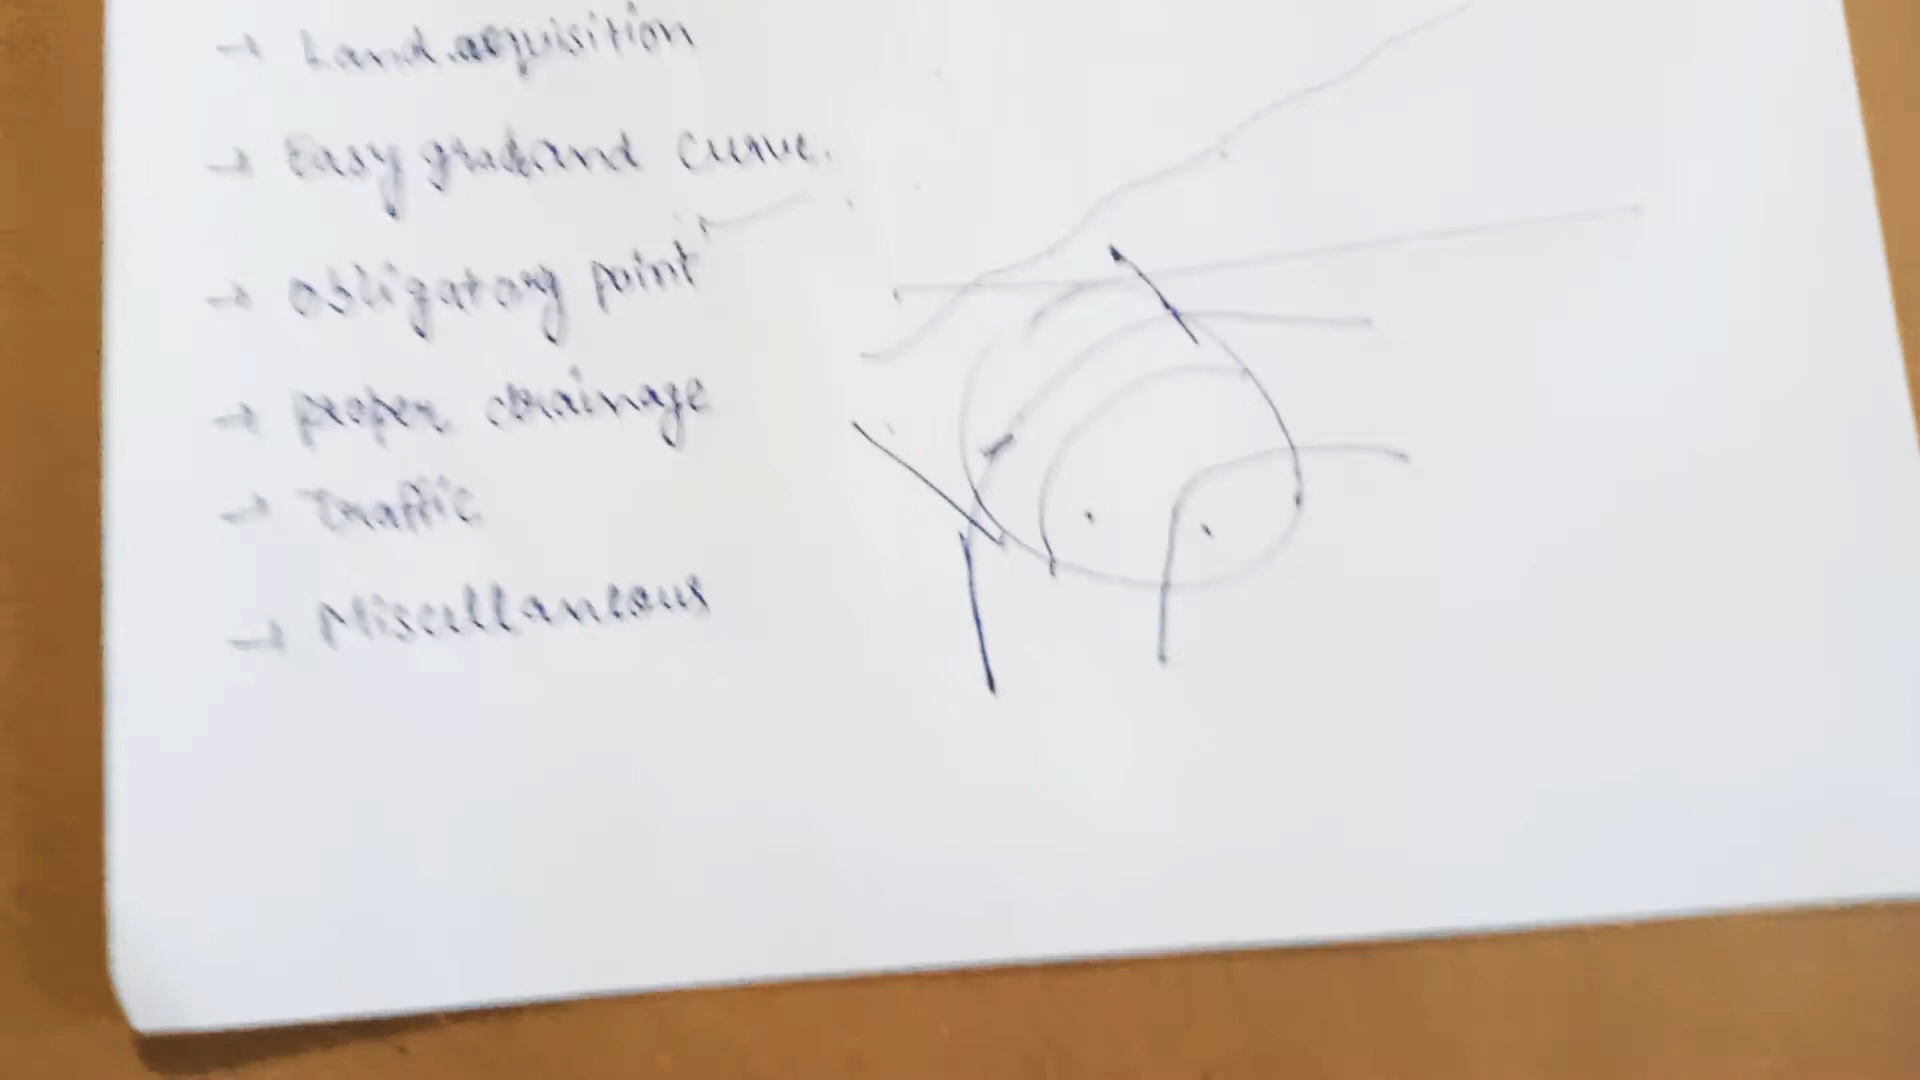 → Land acquisition
→ Easy grad and curve.
→ Obligatory point
→ proper drainage
→ Traffic
→ Miscellaneous